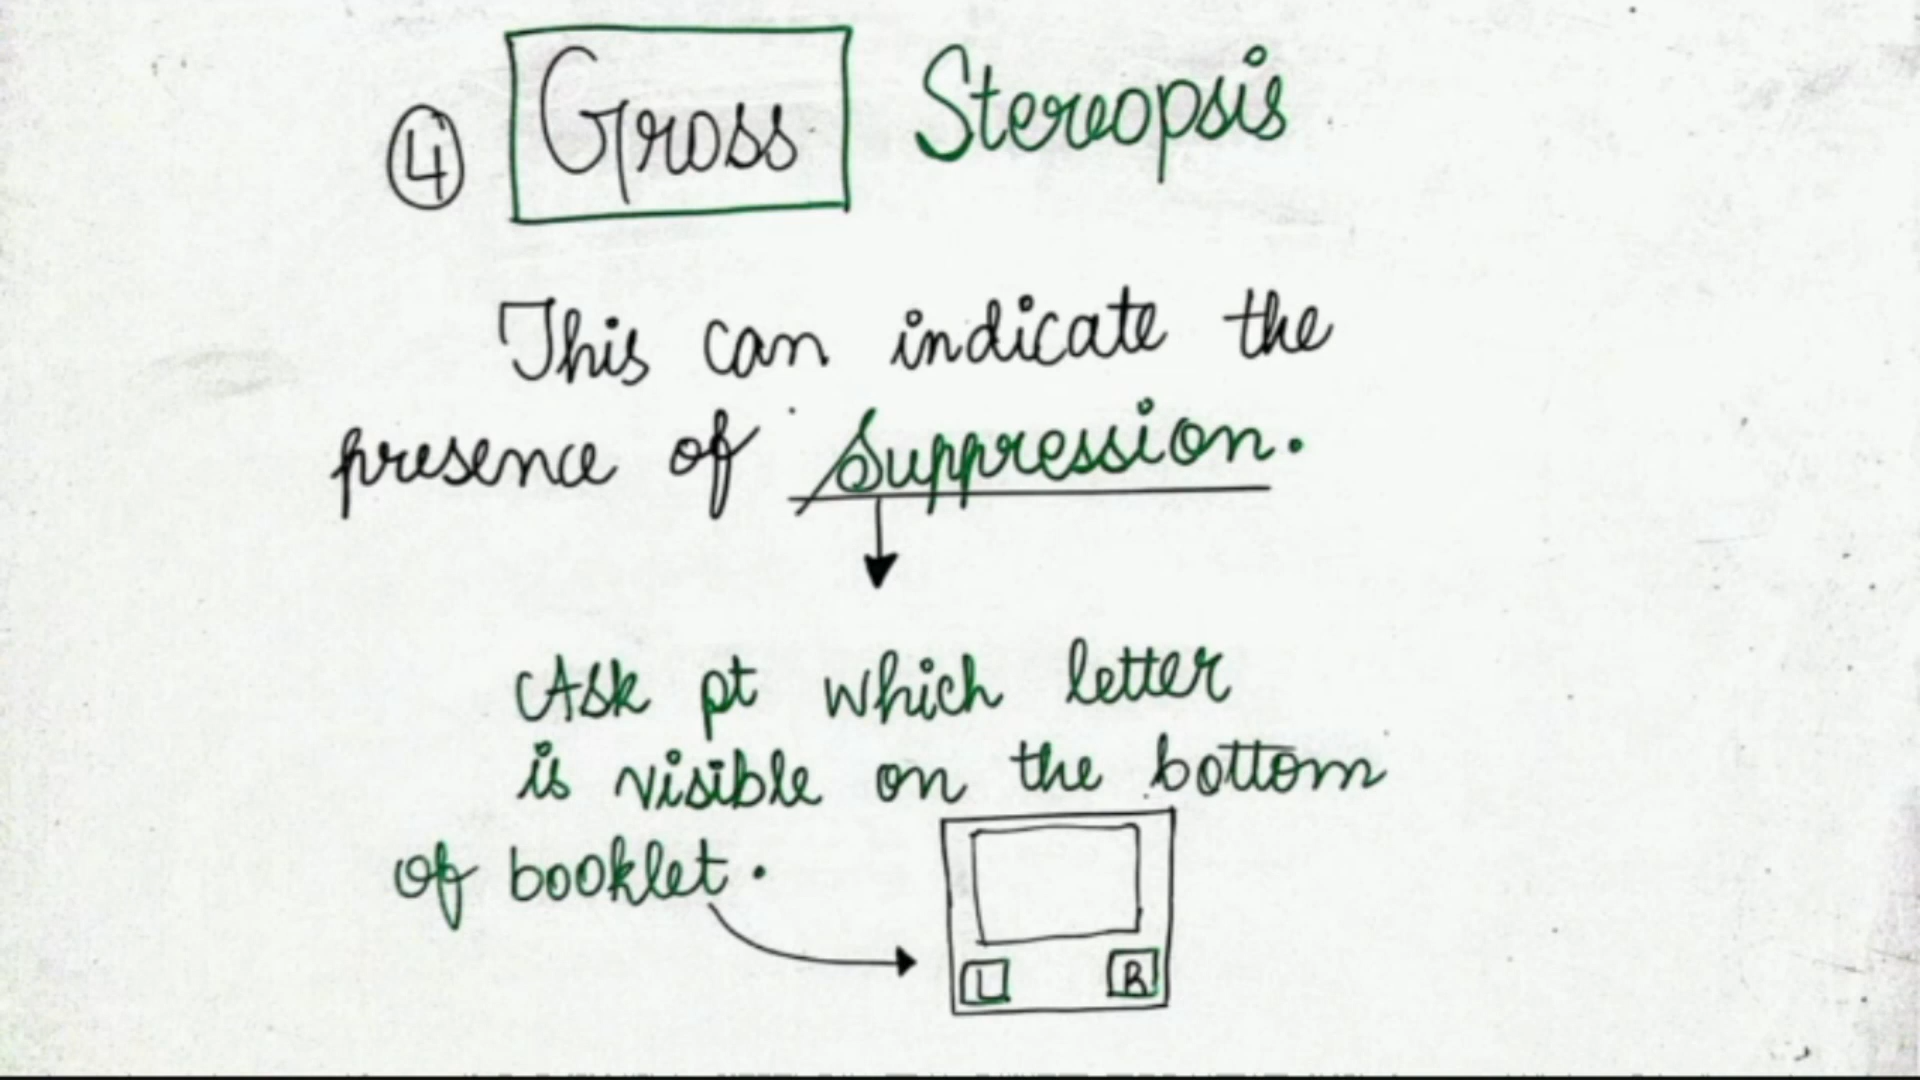 4 Gross Stereopsis
This can indicate the
presence of Suppression.
Ask pt which letter
is visible on the bottom
of booklet.
L R